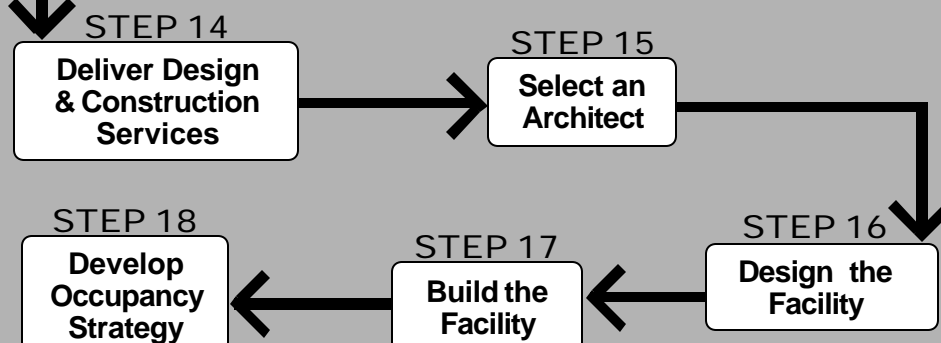 STEP 14
Deliver Design
& Construction
Services
STEP 15
Select an
Architect
STEP 16
Design the
Facility
STEP 17
Build the
Facility
STEP 18
Develop
Occupancy
Strategy